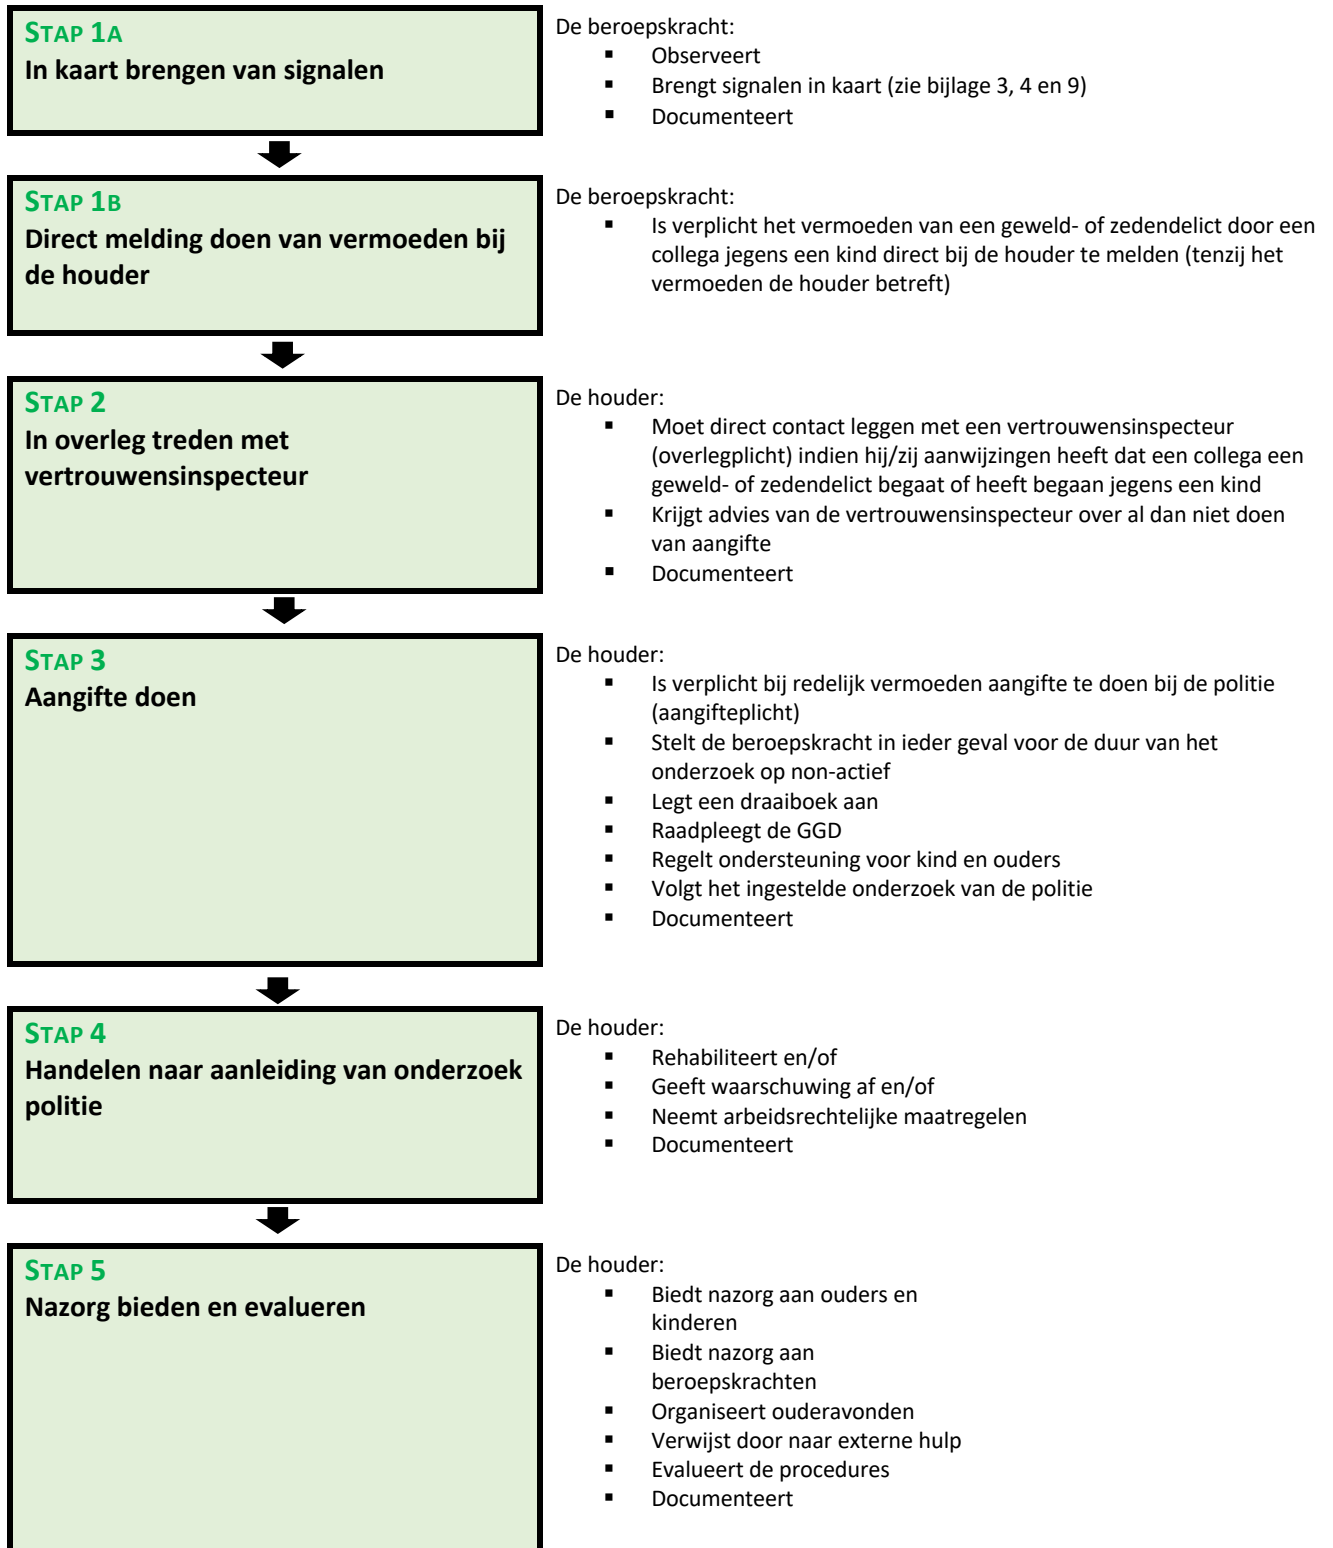 STAP 1A
In kaart brengen van signalen
De beroepskracht:
▪ Observeert
▪ Brengt signalen in kaart (zie bijlage 3, 4 en 9)
▪ Documenteert
STAP 1B
Direct melding doen van vermoeden bij
de houder
De beroepskracht:
▪ Is verplicht het vermoeden van een geweld- of zedendelict door een
collega jegens een kind direct bij de houder te melden (tenzij het
vermoeden de houder betreft)
STAP 2
In overleg treden met
vertrouwensinspecteur
De houder:
▪ Moet direct contact leggen met een vertrouwensinspecteur
(overlegplicht) indien hij/zij aanwijzingen heeft dat een collega een
geweld- of zedendelict begaat of heeft begaan jegens een kind
▪ Krijgt advies van de vertrouwensinspecteur over al dan niet doen
van aangifte
▪ Documenteert
STAP 3
Aangifte doen
De houder:
▪ Is verplicht bij redelijk vermoeden aangifte te doen bij de politie
(aangifteplicht)
▪ Stelt de beroepskracht in ieder geval voor de duur van het
onderzoek op non-actief
▪ Legt een draaiboek aan
▪ Raadpleegt de GGD
▪ Regelt ondersteuning voor kind en ouders
▪ Volgt het ingestelde onderzoek van de politie
▪ Documenteert
STAP 4
Handelen naar aanleiding van onderzoek
politie
De houder:
▪ Rehabiliteert en/of
▪ Geeft waarschuwing af en/of
▪ Neemt arbeidsrechtelijke maatregelen
▪ Documenteert
STAP 5
Nazorg bieden en evalueren
De houder:
▪ Biedt nazorg aan ouders en
kinderen
▪ Biedt nazorg aan
beroepskrachten
▪ Organiseert ouderavonden
▪ Verwijst door naar externe hulp
▪ Evalueert de procedures
▪ Documenteert